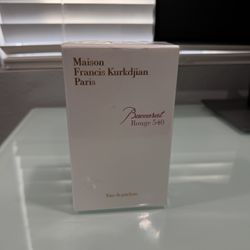 Maison
Francis Kurkdjian
Paris
Baccarat
Rouge 540
Eau de parfum